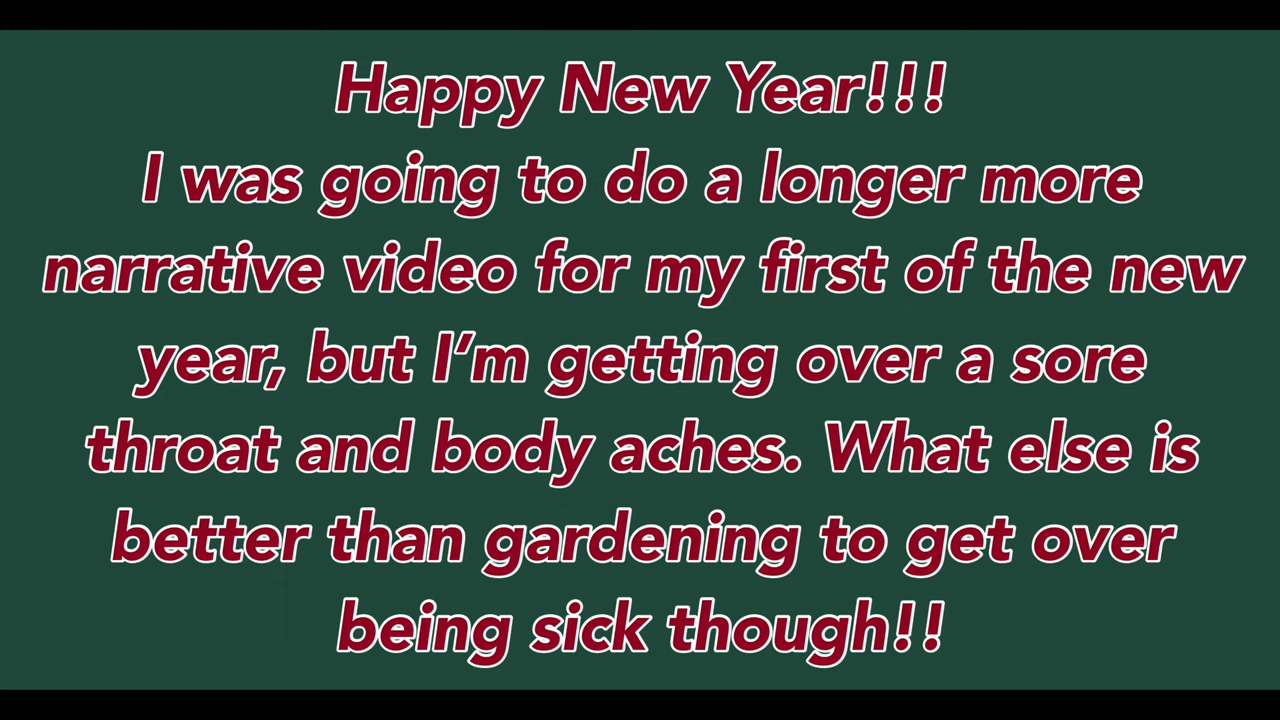 Happy New Year!!!
I was going to do a longer more
narrative video for my first of the new
year, but I’m getting over a sore
throat and body aches. What else is
better than gardening to get over
being sick though!!